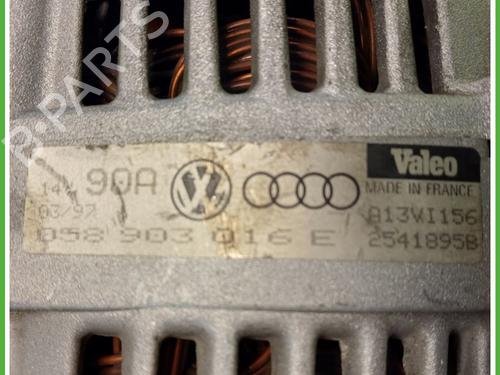 B-PARTS
14V 90A
Valeo
MADE IN FRANCE
03/97
A13VI156
058 903 016 E
2541895B